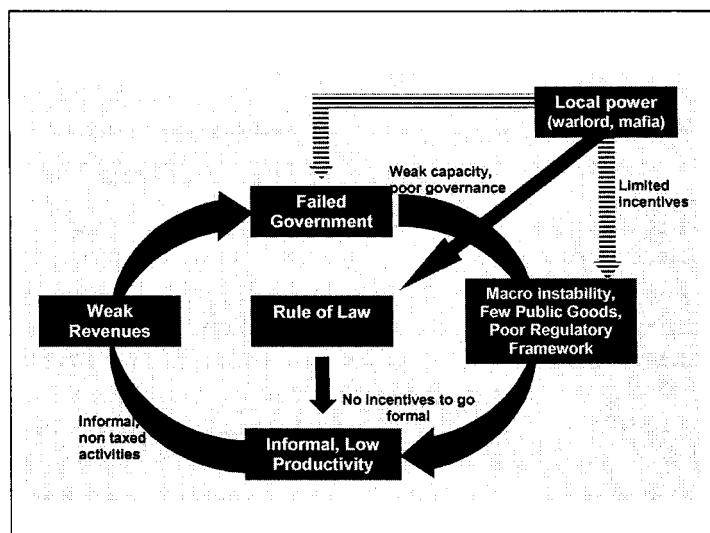 Local power
(warlord, mafia)
Weak capacity,
poor governance
Limited
incentives
Failed
Government
Weak
Revenues
Rule of Law
Macro instability,
Few Public Goods,
Poor Regulatory
Framework
No incentives to go
formal
Informal,
non taxed
activities
Informal, Low
Productivity